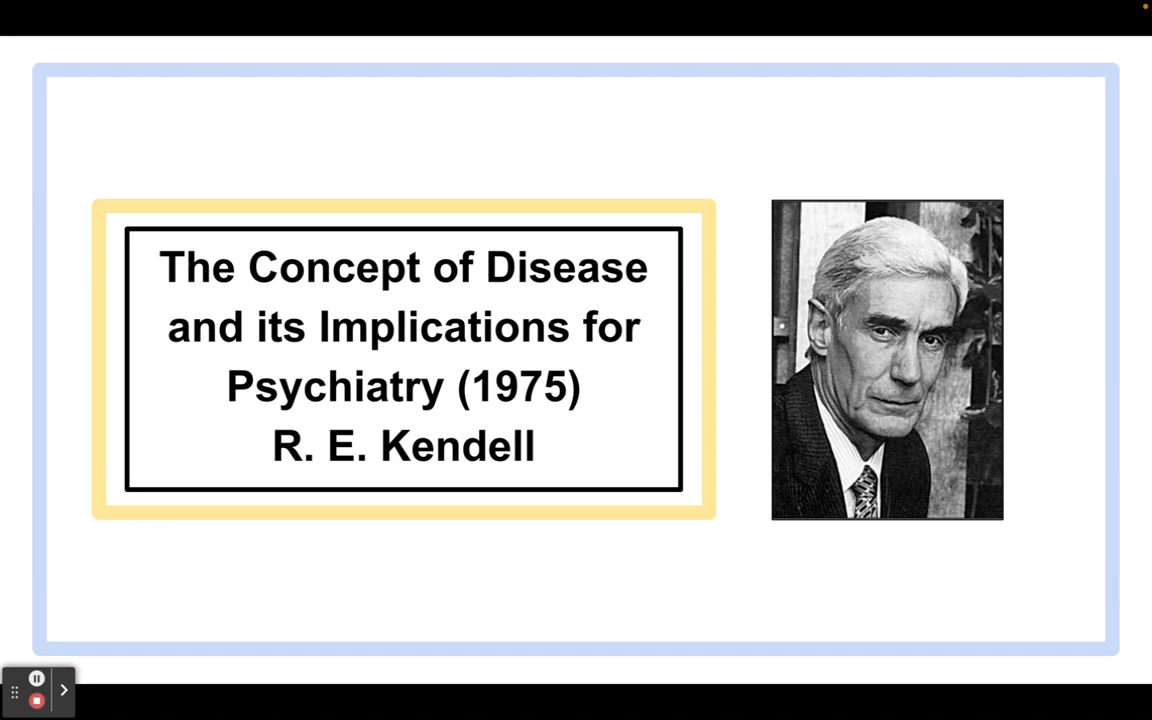 The Concept of Disease
and its Implications for
Psychiatry (1975)
R. E. Kendell